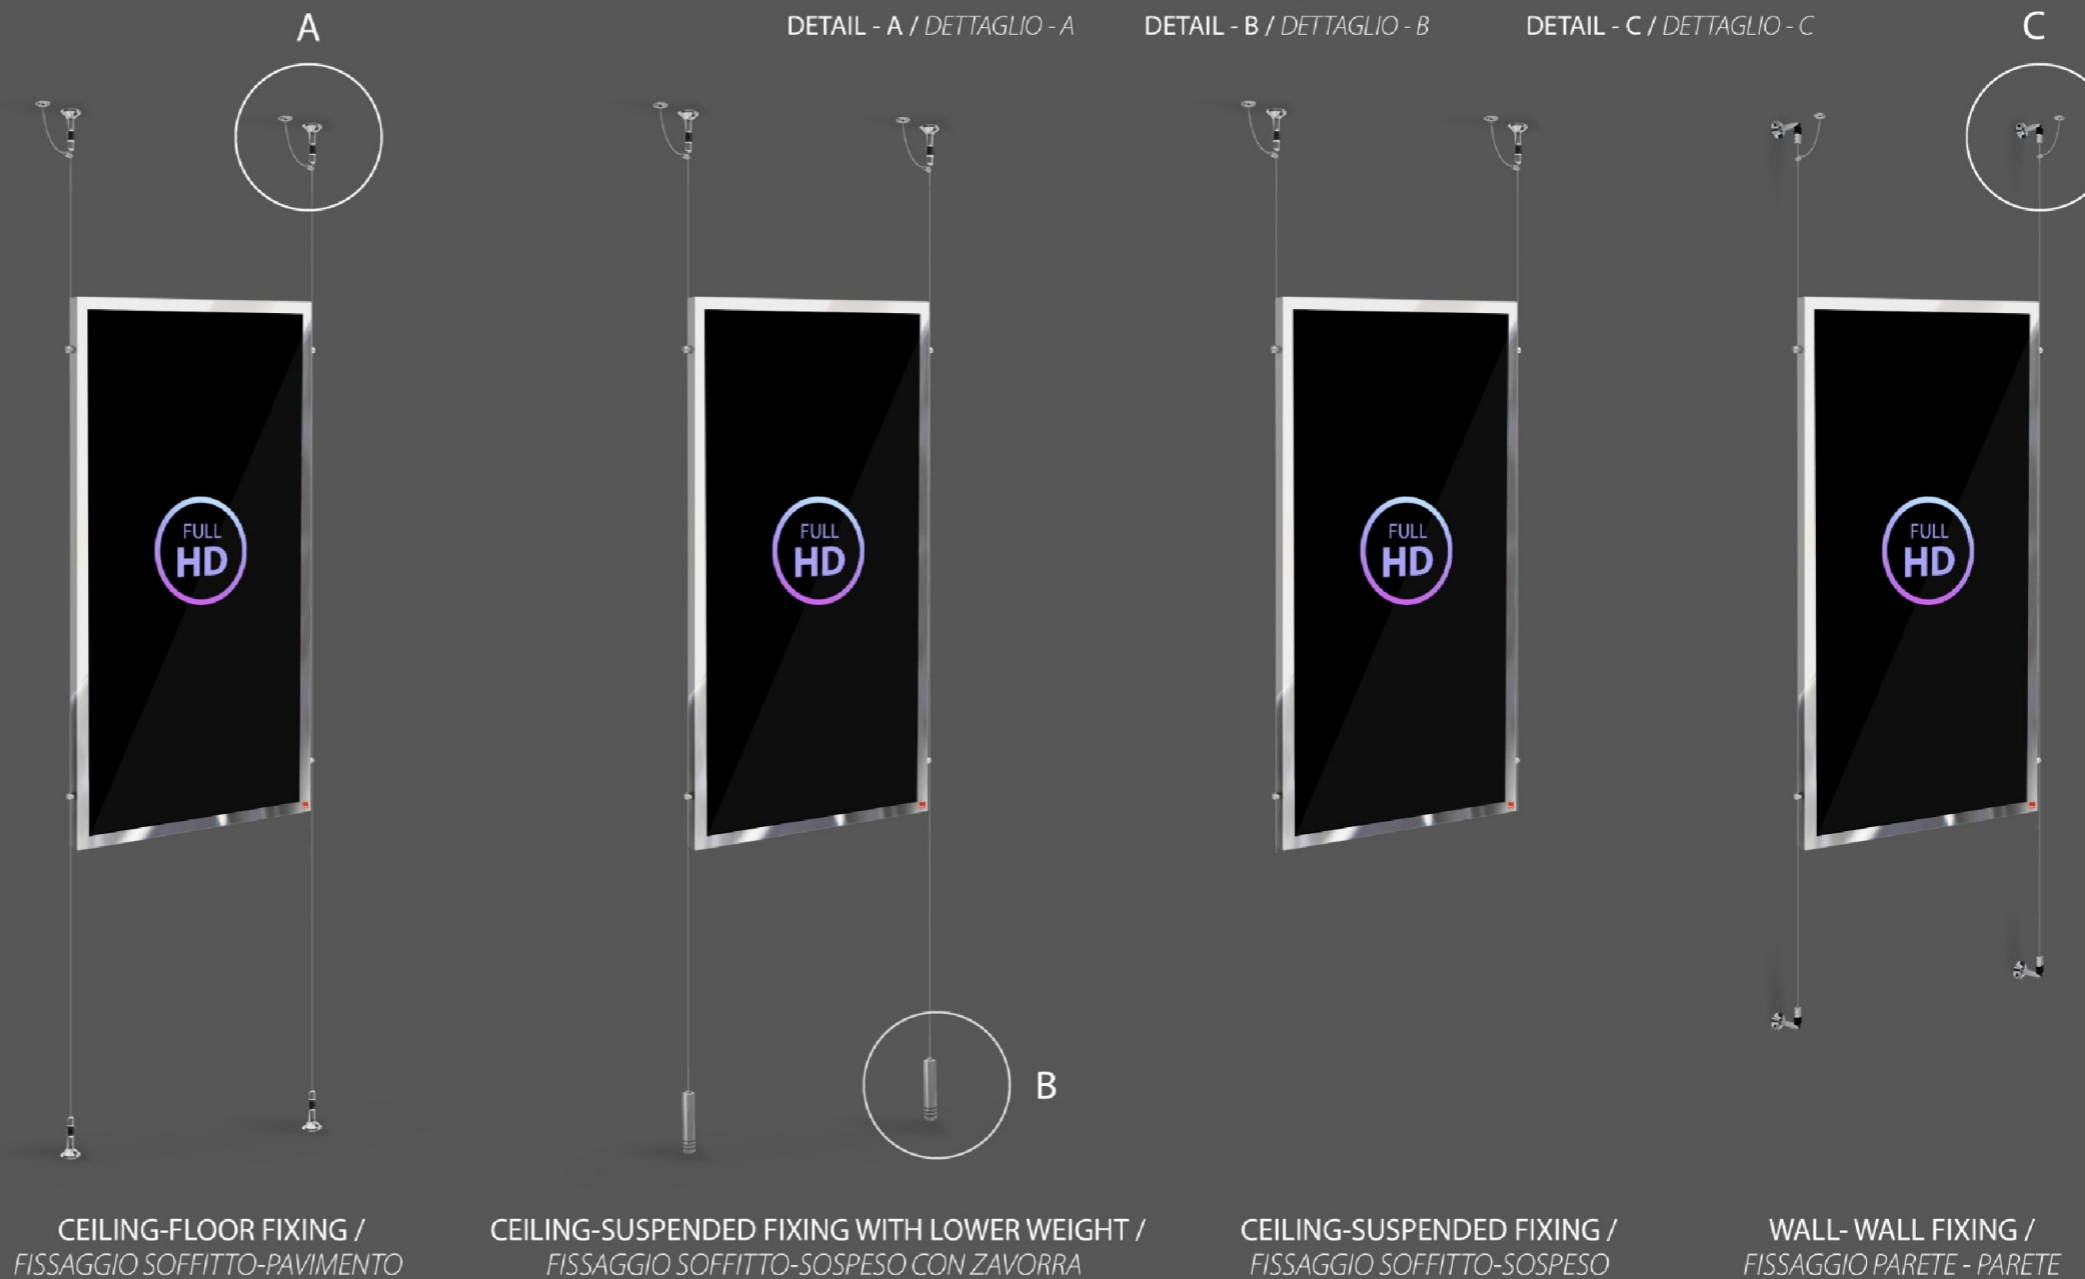 A
DETAIL - A / DETTAGLIO - A
DETAIL - B / DETTAGLIO - B
DETAIL - C / DETTAGLIO - C
C
FULL
HD
FULL
HD
FULL
HD
FULL
HD
B
CEILING-FLOOR FIXING /
FISSAGGIO SOFFITTO-PAVIMENTO
CEILING-SUSPENDED FIXING WITH LOWER WEIGHT /
FISSAGGIO SOFFITTO-SOSPESO CON ZAVORRA
CEILING-SUSPENDED FIXING /
FISSAGGIO SOFFITTO-SOSPESO
WALL- WALL FIXING /
FISSAGGIO PARETE - PARETE